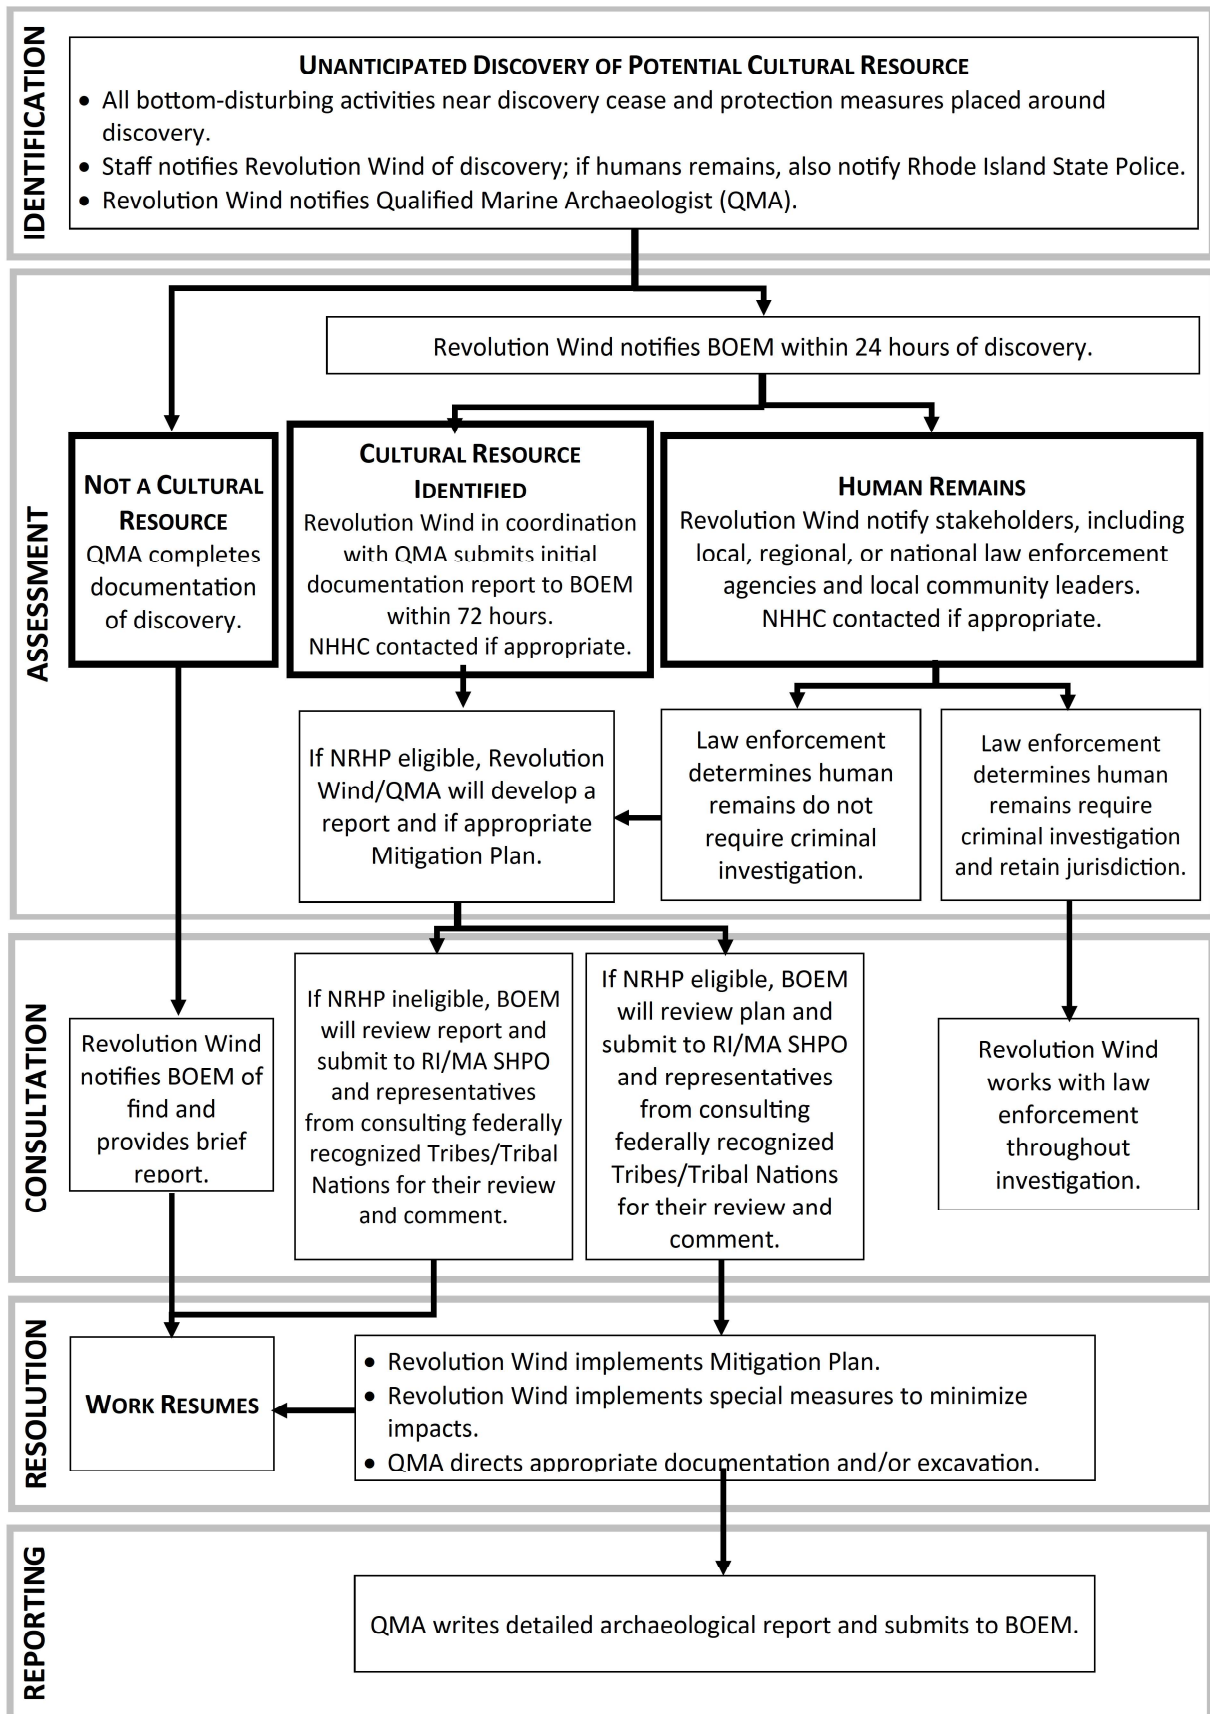 IDENTIFICATION
UNANTICIPATED DISCOVERY OF POTENTIAL CULTURAL RESOURCE
• All bottom-disturbing activities near discovery cease and protection measures placed around
discovery.
• Staff notifies Revolution Wind of discovery; if humans remains, also notify Rhode Island State Police.
• Revolution Wind notifies Qualified Marine Archaeologist (QMA).
ASSESSMENT
Revolution Wind notifies BOEM within 24 hours of discovery.
NOT A CULTURAL
RESOURCE
QMA completes
documentation
of discovery.
CULTURAL RESOURCE
IDENTIFIED
Revolution Wind in coordination
with QMA submits initial
documentation report to BOEM
within 72 hours.
NHHC contacted if appropriate.
HUMAN REMAINS
Revolution Wind notify stakeholders, including
local, regional, or national law enforcement
agencies and local community leaders.
NHHC contacted if appropriate.
If NRHP eligible, Revolution
Wind/QMA will develop a
report and if appropriate
Mitigation Plan.
Law enforcement
determines human
remains do not
require criminal
investigation.
Law enforcement
determines human
remains require
criminal investigation
and retain jurisdiction.
CONSULTATION
Revolution Wind
notifies BOEM of
find and
provides brief
report.
If NRHP ineligible, BOEM
will review report and
submit to RI/MA SHPO
and representatives
from consulting federally
recognized Tribes/Tribal
Nations for their review
and comment.
If NRHP eligible, BOEM
will review plan and
submit to RI/MA SHPO
and representatives
from consulting
federally recognized
Tribes/Tribal Nations
for their review and
comment.
Revolution Wind
works with law
enforcement
throughout
investigation.
RESOLUTION
WORK RESUMES
• Revolution Wind implements Mitigation Plan.
• Revolution Wind implements special measures to minimize
impacts.
• QMA directs appropriate documentation and/or excavation.
REPORTING
QMA writes detailed archaeological report and submits to BOEM.